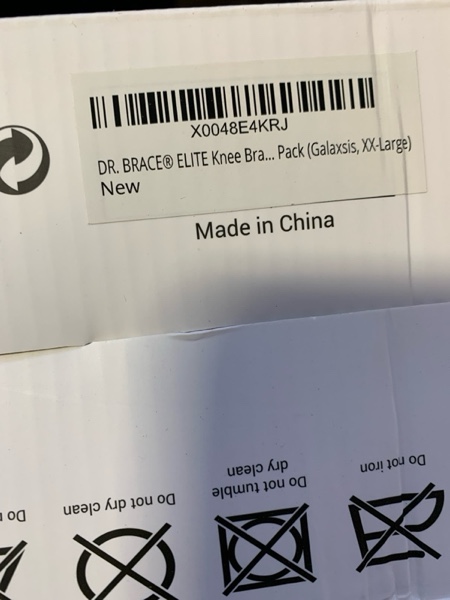 X0048E4KRJ
DR. BRACE® ELITE Knee Bra... Pack (Galaxsis, XX-Large)
New
Made in China
Do not iron
Do not tumble
dry clean
Do not dry clean
Do